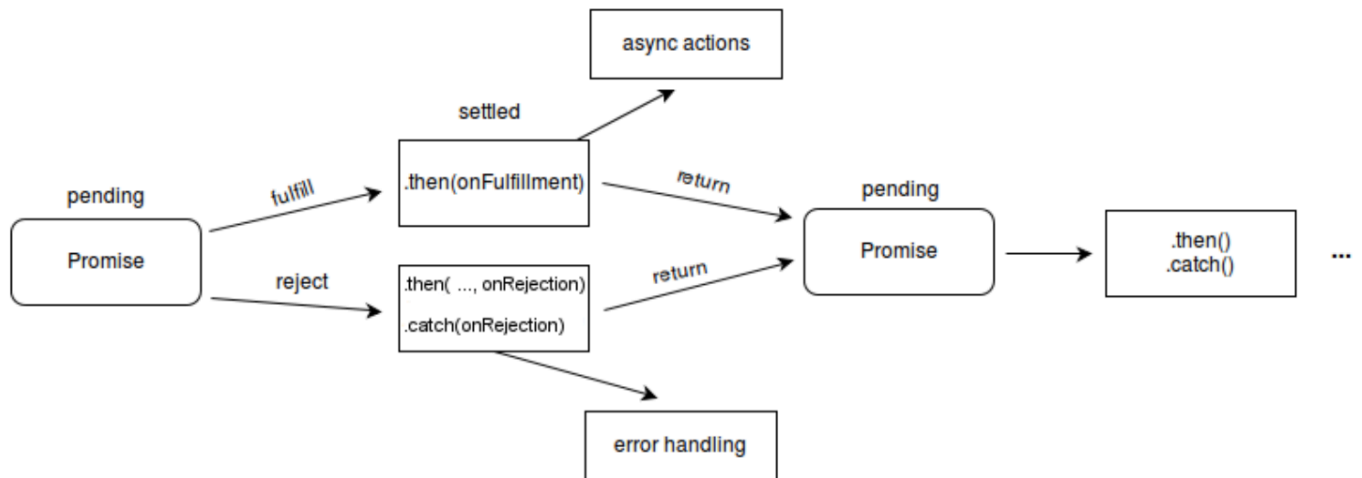 async actions
settled
.then(onFulfillment)
fulfill
return
pending
Promise
reject
.then( ..., onRejection)
.catch(onRejection)
return
pending
Promise
.then()
.catch()
...
error handling